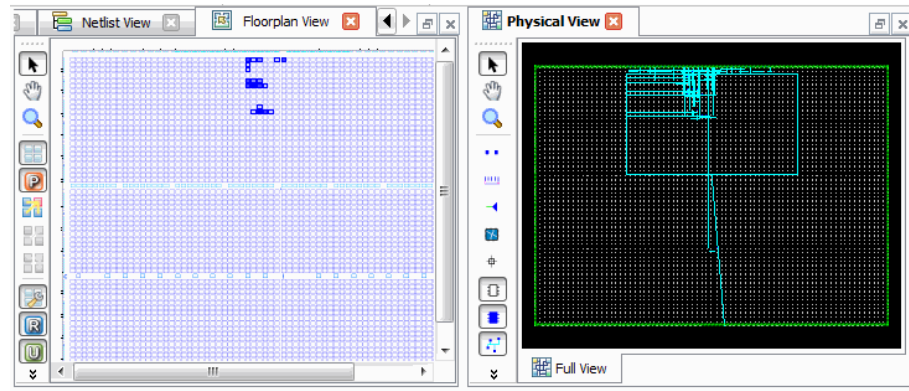 Netlist View
Floorplan View
Physical View
P
R
U
Full View